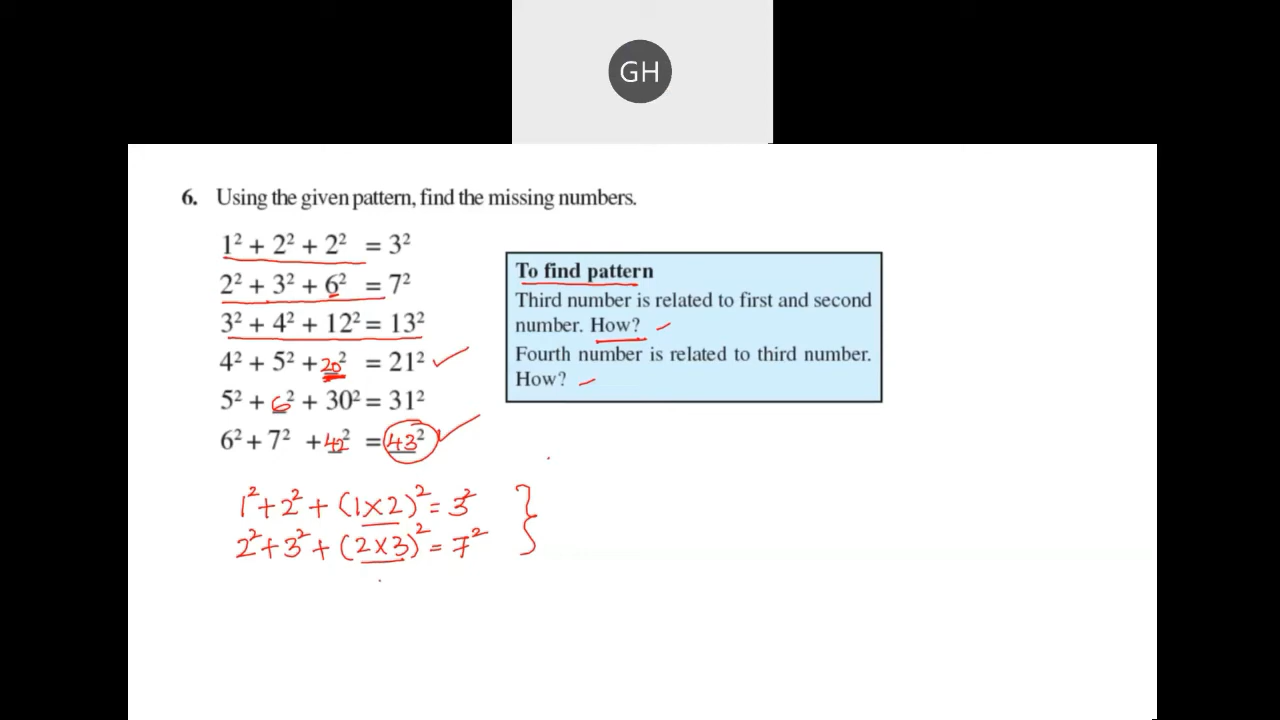 GH
6. Using the given pattern, find the missing numbers.
1² + 2² + 2² = 3²
2² + 3² + 6² = 7²
3² + 4² + 12² = 13²
4² + 5² + 20² = 21²
5² + 6² + 30² = 31²
6² + 7² + 42² = 43²
To find pattern
Third number is related to first and second
number. How?
Fourth number is related to third number.
How?
1² + 2² + (1×2)² = 3²
2² + 3² + (2×3)² = 7²